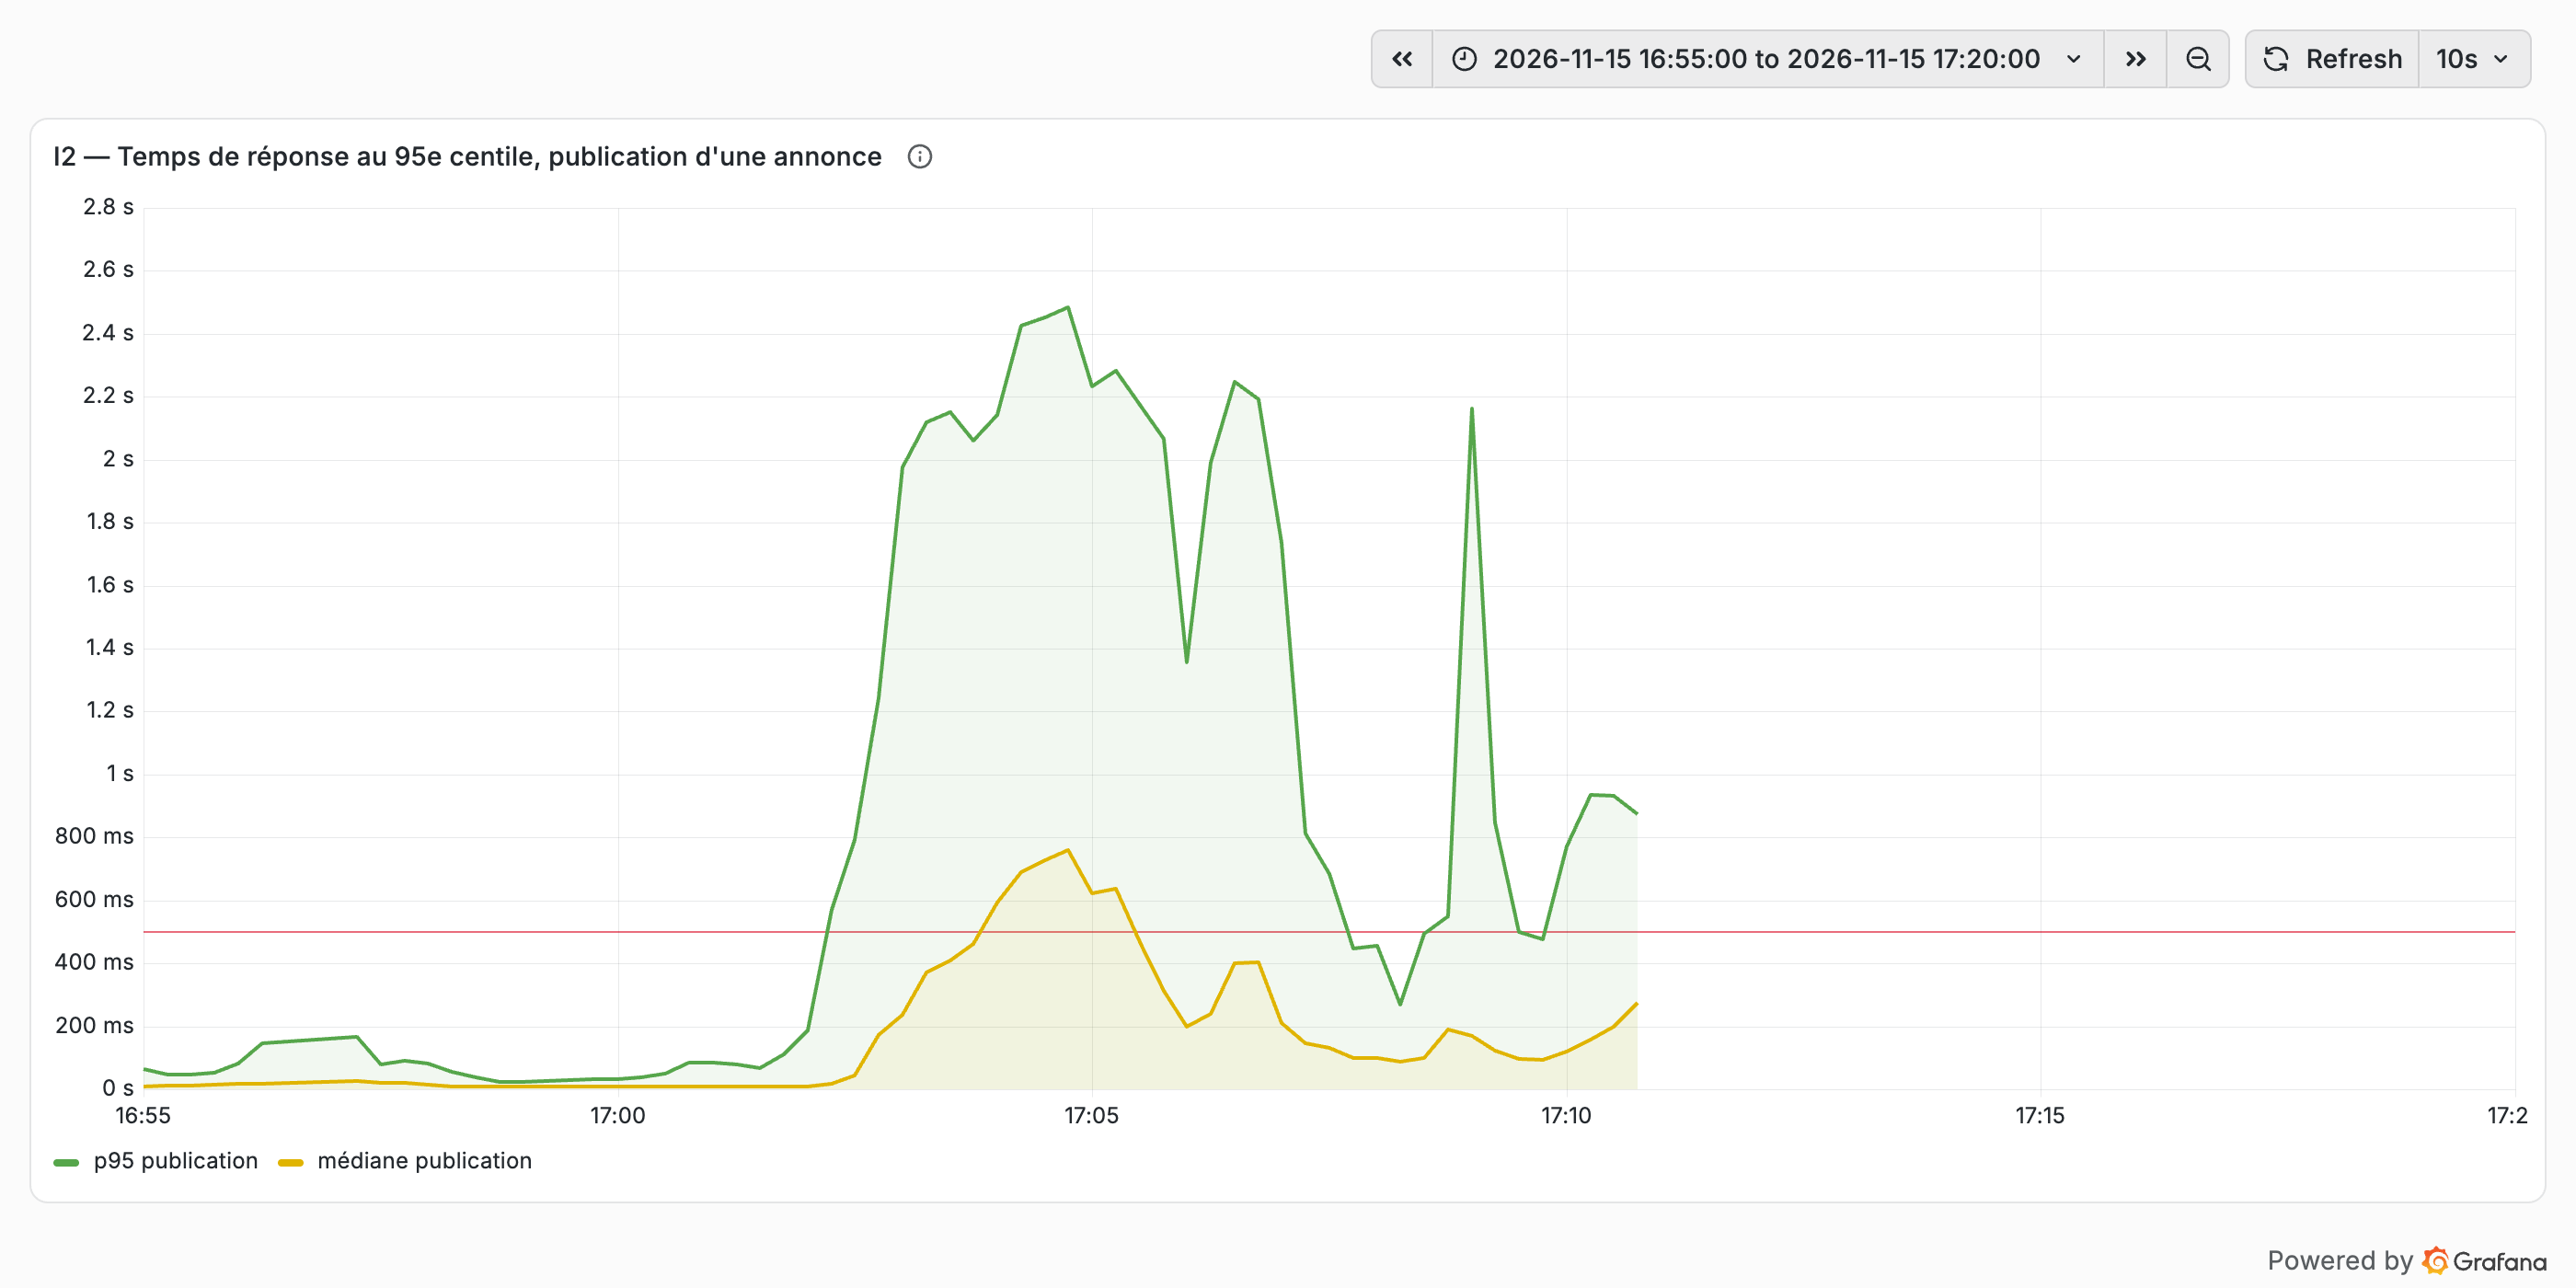 2026-11-15 16:55:00 to 2026-11-15 17:20:00
Refresh
10s
I2 — Temps de réponse au 95e centile, publication d'une annonce
2.8 s
2.6 s
2.4 s
2.2 s
2 s
1.8 s
1.6 s
1.4 s
1.2 s
1 s
800 ms
600 ms
400 ms
200 ms
0 s
16:55
17:00
17:05
17:10
17:15
17:2
p95 publication
médiane publication
Powered by Grafana